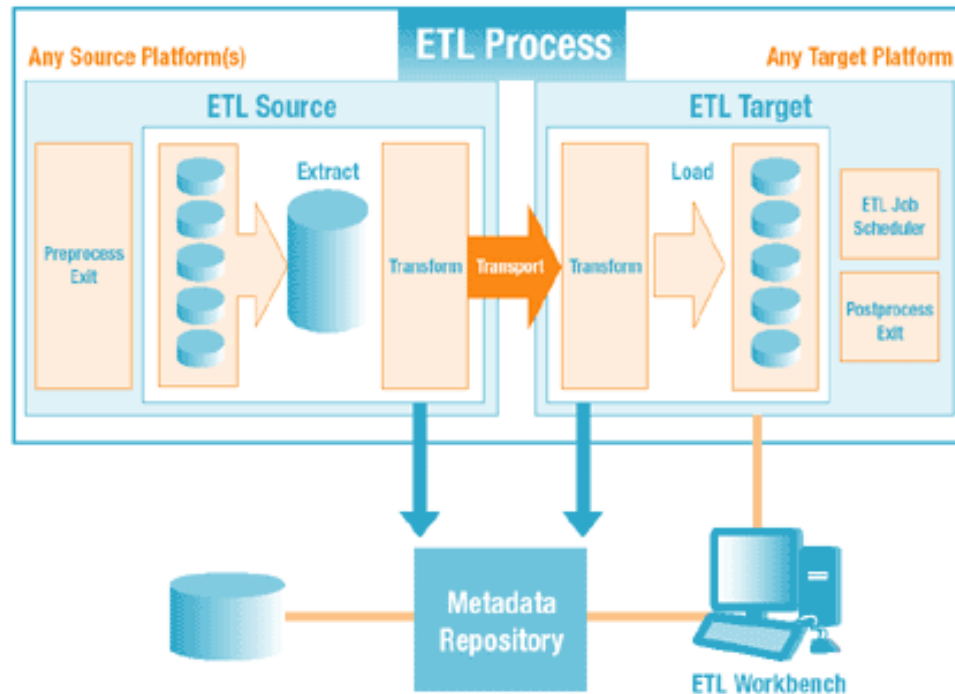 ETL Process
Any Source Platform(s)
Any Target Platform
ETL Source
ETL Target
Preprocess
Exit
Extract
Transform
Transport
Transform
Load
ETL Job
Scheduler
Postprocess
Exit
Metadata
Repository
ETL Workbench